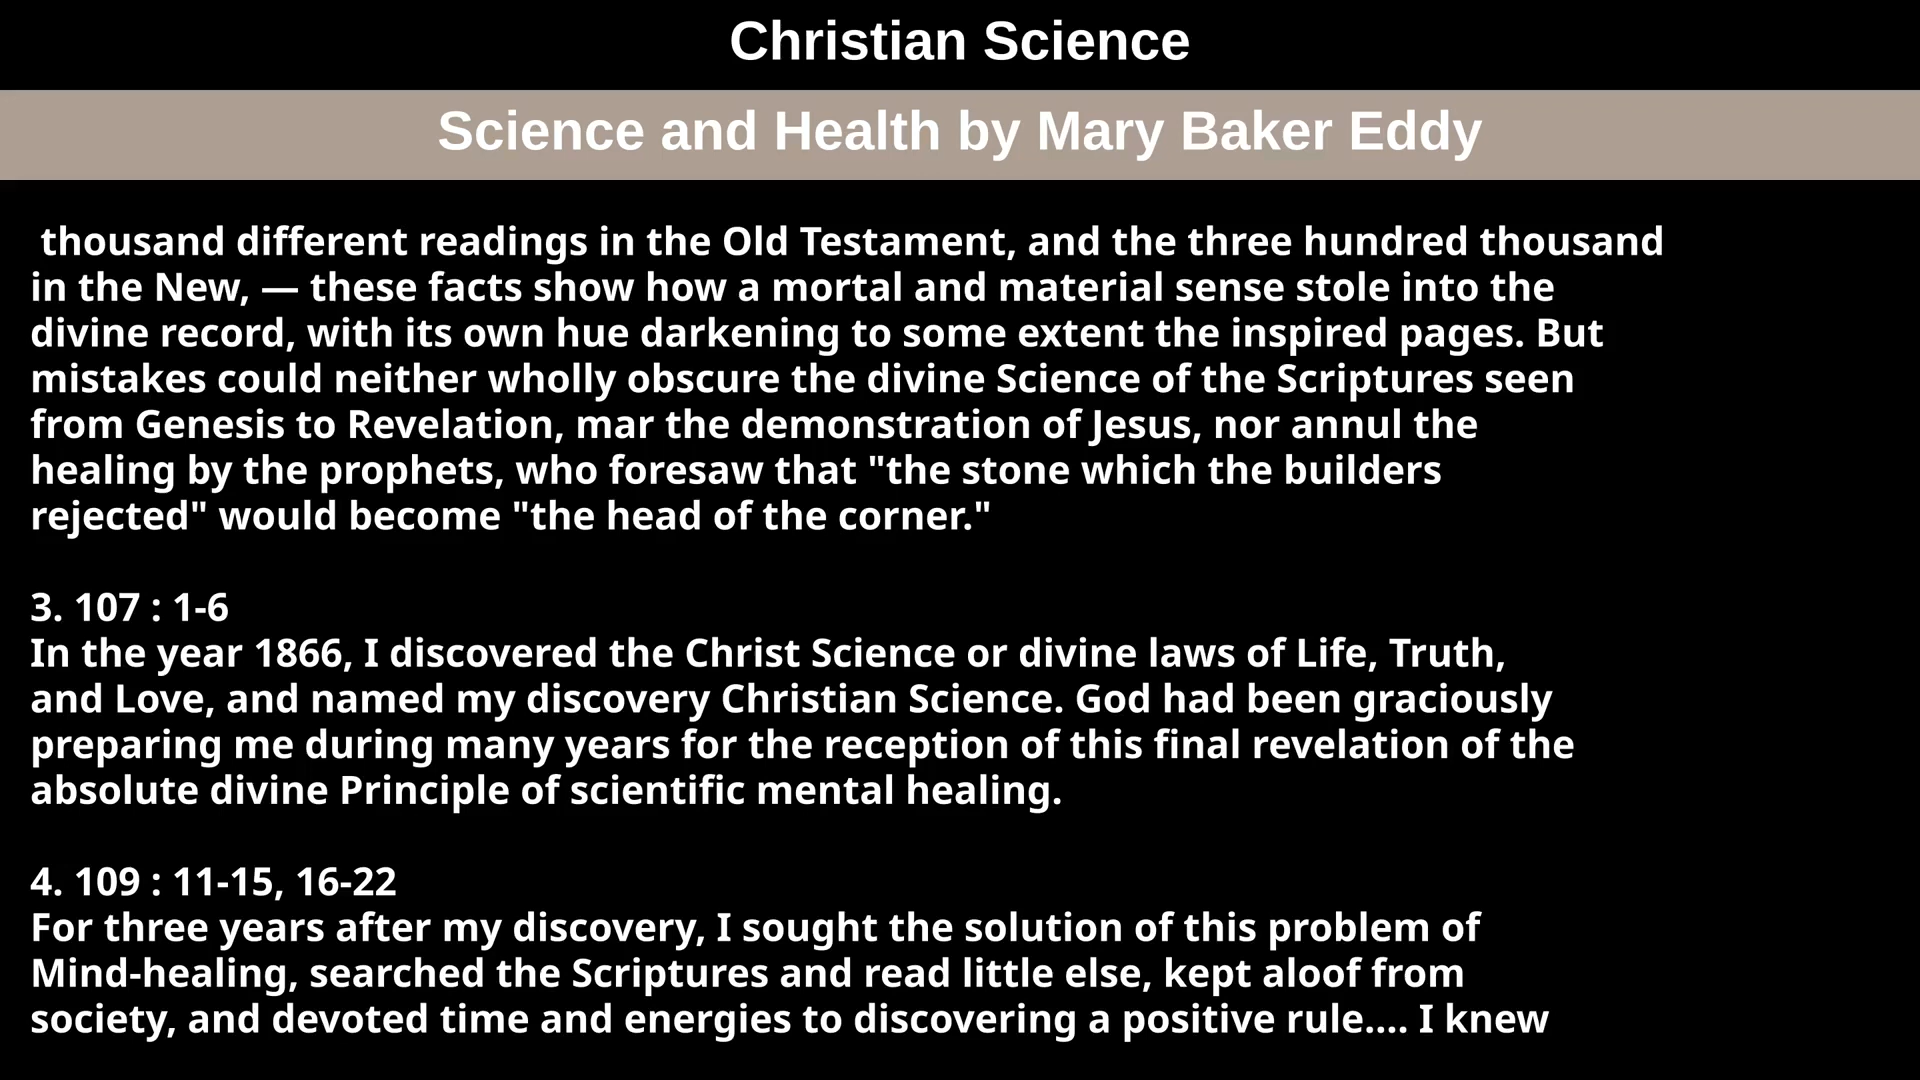 Christian Science
Science and Health by Mary Baker Eddy
thousand different readings in the Old Testament, and the three hundred thousand
in the New, — these facts show how a mortal and material sense stole into the
divine record, with its own hue darkening to some extent the inspired pages. But
mistakes could neither wholly obscure the divine Science of the Scriptures seen
from Genesis to Revelation, mar the demonstration of Jesus, nor annul the
healing by the prophets, who foresaw that "the stone which the builders
rejected" would become "the head of the corner."
3. 107 : 1-6
In the year 1866, I discovered the Christ Science or divine laws of Life, Truth,
and Love, and named my discovery Christian Science. God had been graciously
preparing me during many years for the reception of this final revelation of the
absolute divine Principle of scientific mental healing.
4. 109 : 11-15, 16-22
For three years after my discovery, I sought the solution of this problem of
Mind-healing, searched the Scriptures and read little else, kept aloof from
society, and devoted time and energies to discovering a positive rule.... I knew